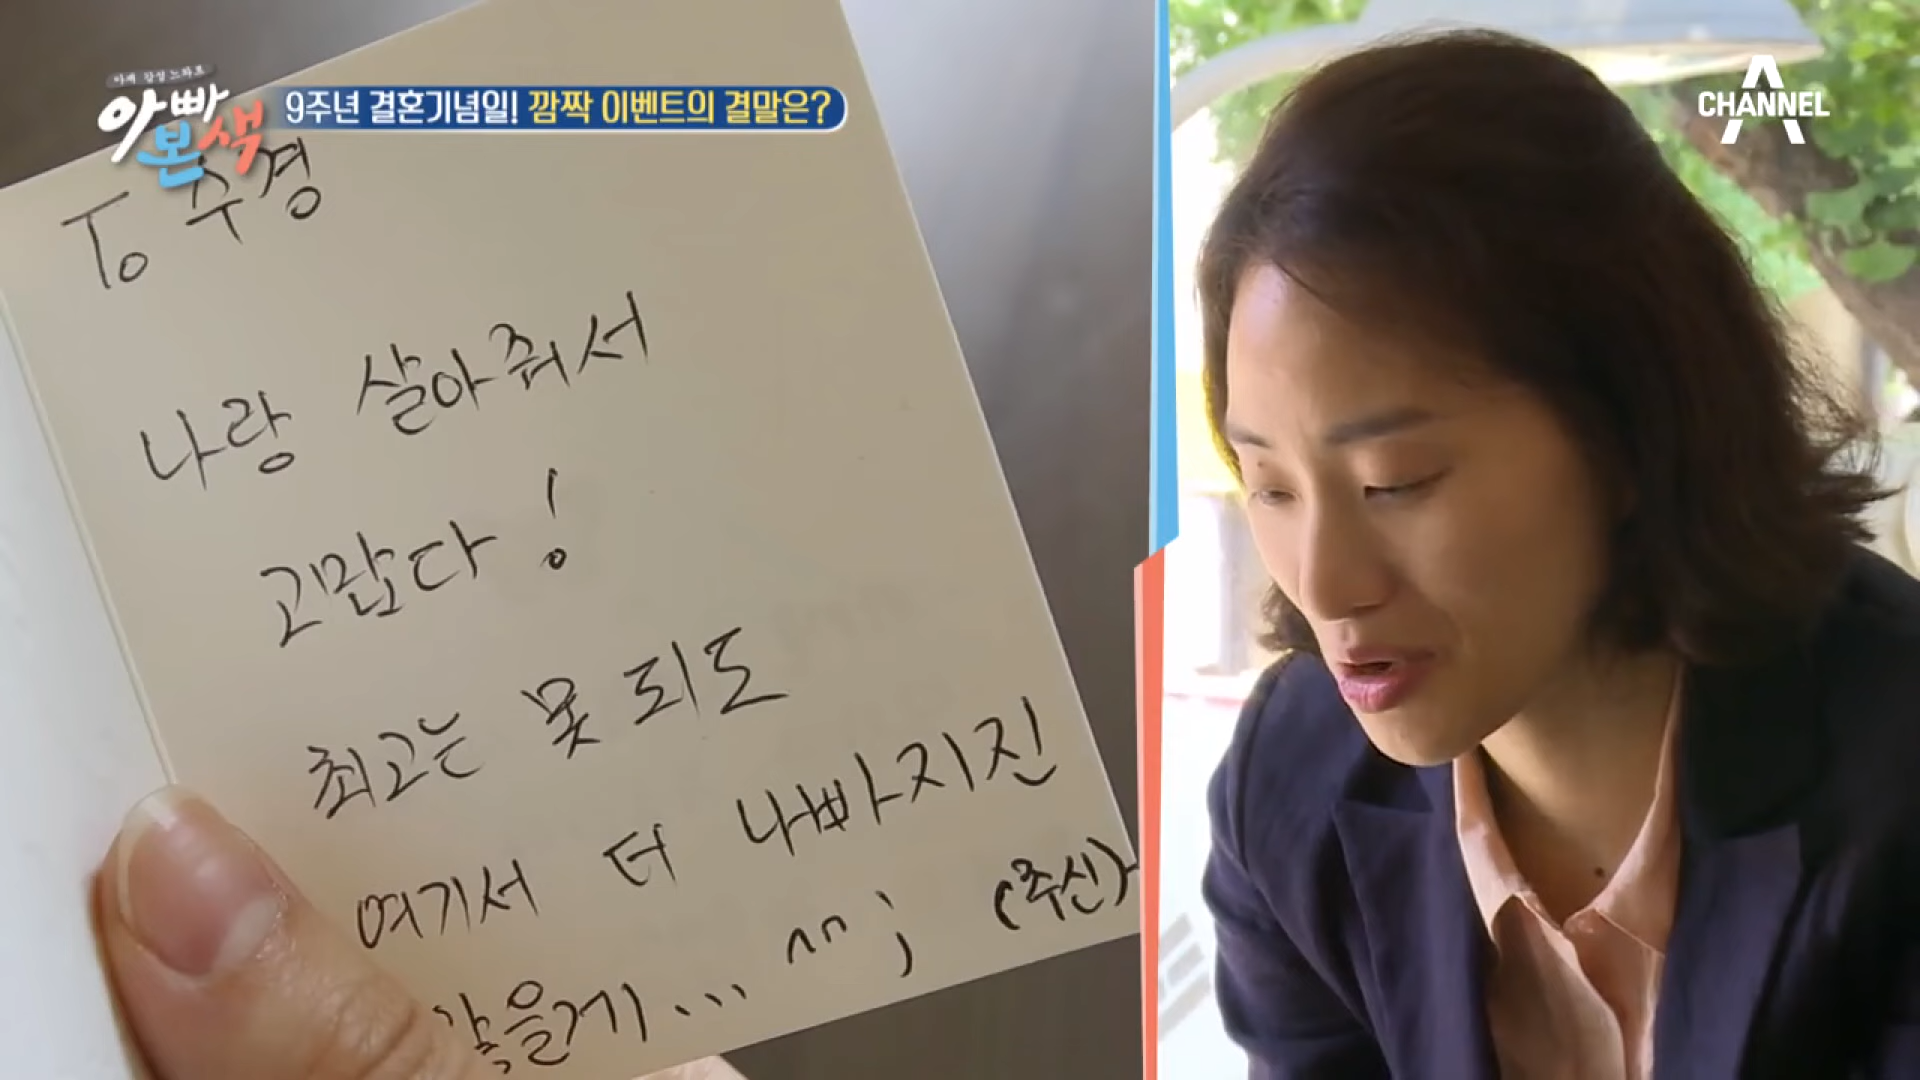 아빠본색
9주년 결혼기념일! 깜짝 이벤트의 결말은?
CHANNEL A
To 수경
나랑 살아줘서
고맙다!
최고는 못 되도
여기서 더 나빠지진
않을게... ^^; (추신)